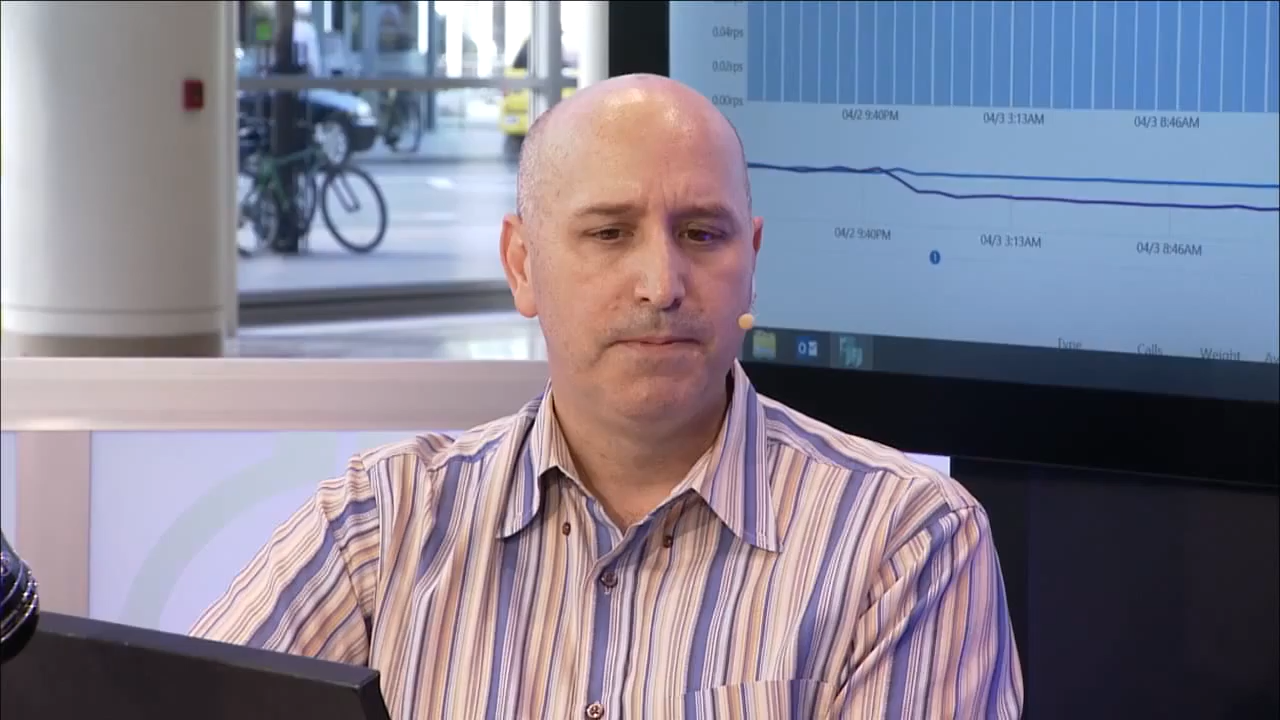 0.04rps
0.02rps
0.00rps
04/2 9:40PM 04/3 3:13AM 04/3 8:46AM
04/2 9:40PM 04/3 3:13AM 04/3 8:46AM
Type Calls Weight